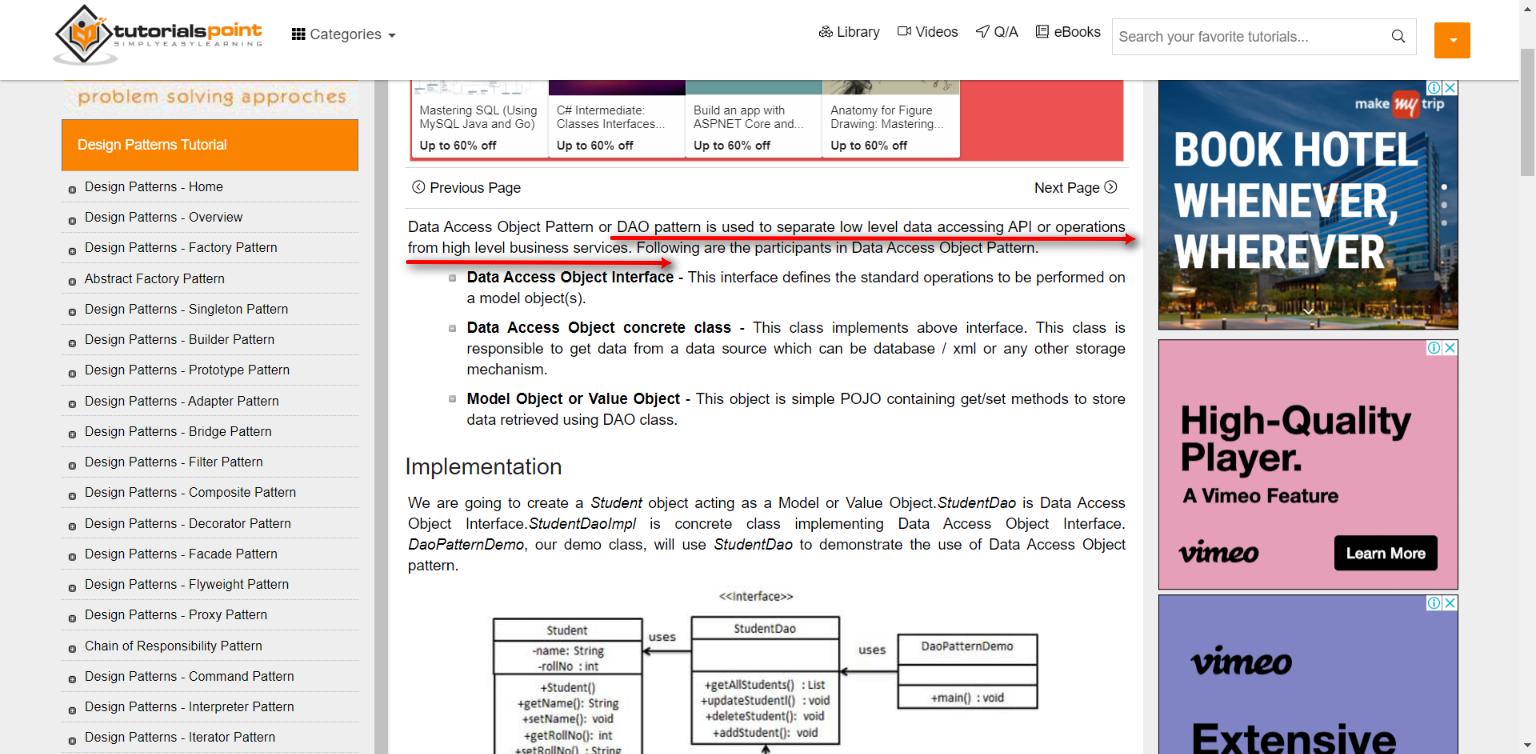 tutorialspoint
SIMPLYEASYLEARNING
Categories
Library
Videos
Q/A
eBooks
Search your favorite tutorials...
problem solving approches
Design Patterns Tutorial
Design Patterns - Home
Design Patterns - Overview
Design Patterns - Factory Pattern
Abstract Factory Pattern
Design Patterns - Singleton Pattern
Design Patterns - Builder Pattern
Design Patterns - Prototype Pattern
Design Patterns - Adapter Pattern
Design Patterns - Bridge Pattern
Design Patterns - Filter Pattern
Design Patterns - Composite Pattern
Design Patterns - Decorator Pattern
Design Patterns - Facade Pattern
Design Patterns - Flyweight Pattern
Design Patterns - Proxy Pattern
Chain of Responsibility Pattern
Design Patterns - Command Pattern
Design Patterns - Interpreter Pattern
Design Patterns - Iterator Pattern
Mastering SQL (Using
MySQL Java and Go)
Up to 60% off
C# Intermediate:
Classes Interfaces...
Up to 60% off
Build an app with
ASPNET Core and...
Up to 60% off
Anatomy for Figure
Drawing: Mastering...
Up to 60% off
Previous Page
Next Page
Data Access Object Pattern or DAO pattern is used to separate low level data accessing API or operations
from high level business services. Following are the participants in Data Access Object Pattern.
Data Access Object Interface - This interface defines the standard operations to be performed on
a model object(s).
Data Access Object concrete class - This class implements above interface. This class is
responsible to get data from a data source which can be database / xml or any other storage
mechanism.
Model Object or Value Object - This object is simple POJO containing get/set methods to store
data retrieved using DAO class.
Implementation
We are going to create a Student object acting as a Model or Value Object.StudentDao is Data Access
Object Interface.StudentDaoImpl is concrete class implementing Data Access Object Interface.
DaoPatternDemo, our demo class, will use StudentDao to demonstrate the use of Data Access Object
pattern.
<<Interface>>
Student
-name: String
-rollNo : int
+Student()
+getName(): String
+setName(): void
+getRollNo(): int
+setRollNo() : String
uses
StudentDao
+getAllStudents() : List
+updateStudentl() : void
+deleteStudent(): void
+addStudent(): void
uses
DaoPatternDemo
+main() : void
make my trip
BOOK HOTEL
WHENEVER,
WHEREVER
High-Quality
Player.
A Vimeo Feature
vimeo
Learn More
vimeo
Extensive